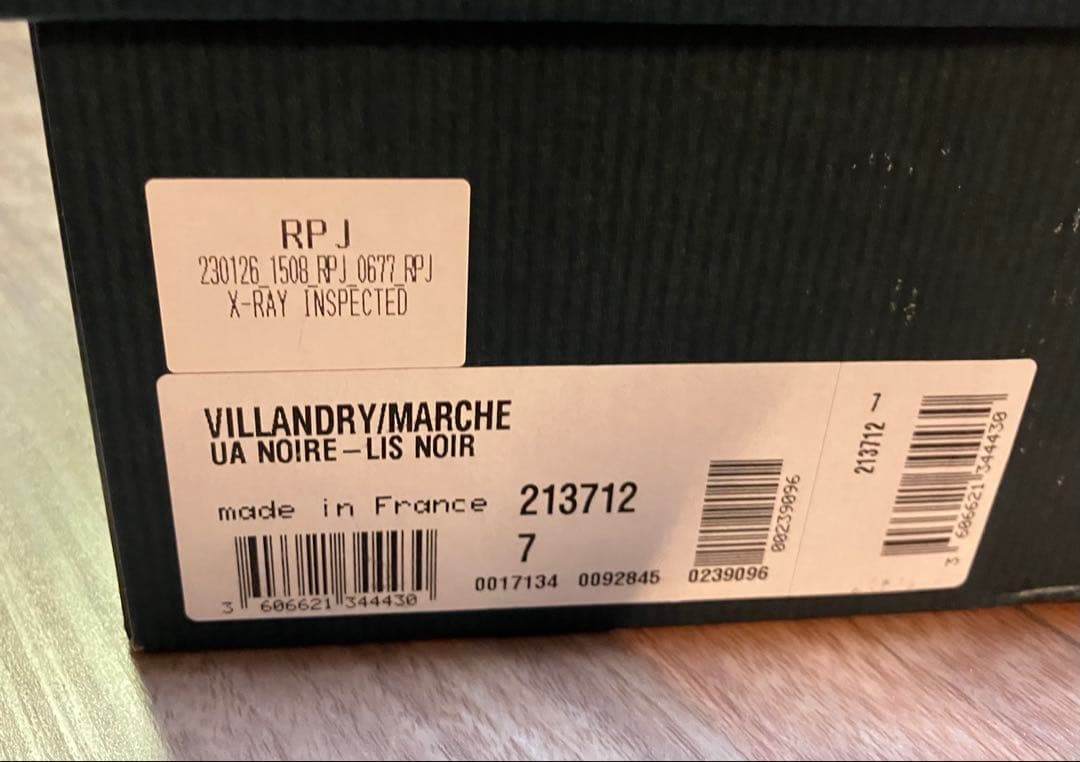 RPJ
230126_1508_RPJ_0677_RPJ
X-RAY INSPECTED
VILLANDRY/MARCHE
UA NOIRE–LIS NOIR
made in France 213712
7
0017134 0092845 0239096
3 606621 344430
00239096
213712 7
3 606621 344430